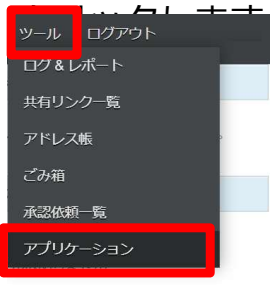 ツール ログアウト
ログ&レポート
共有リンク一覧
アドレス帳
ごみ箱
承認依頼一覧
アプリケーション